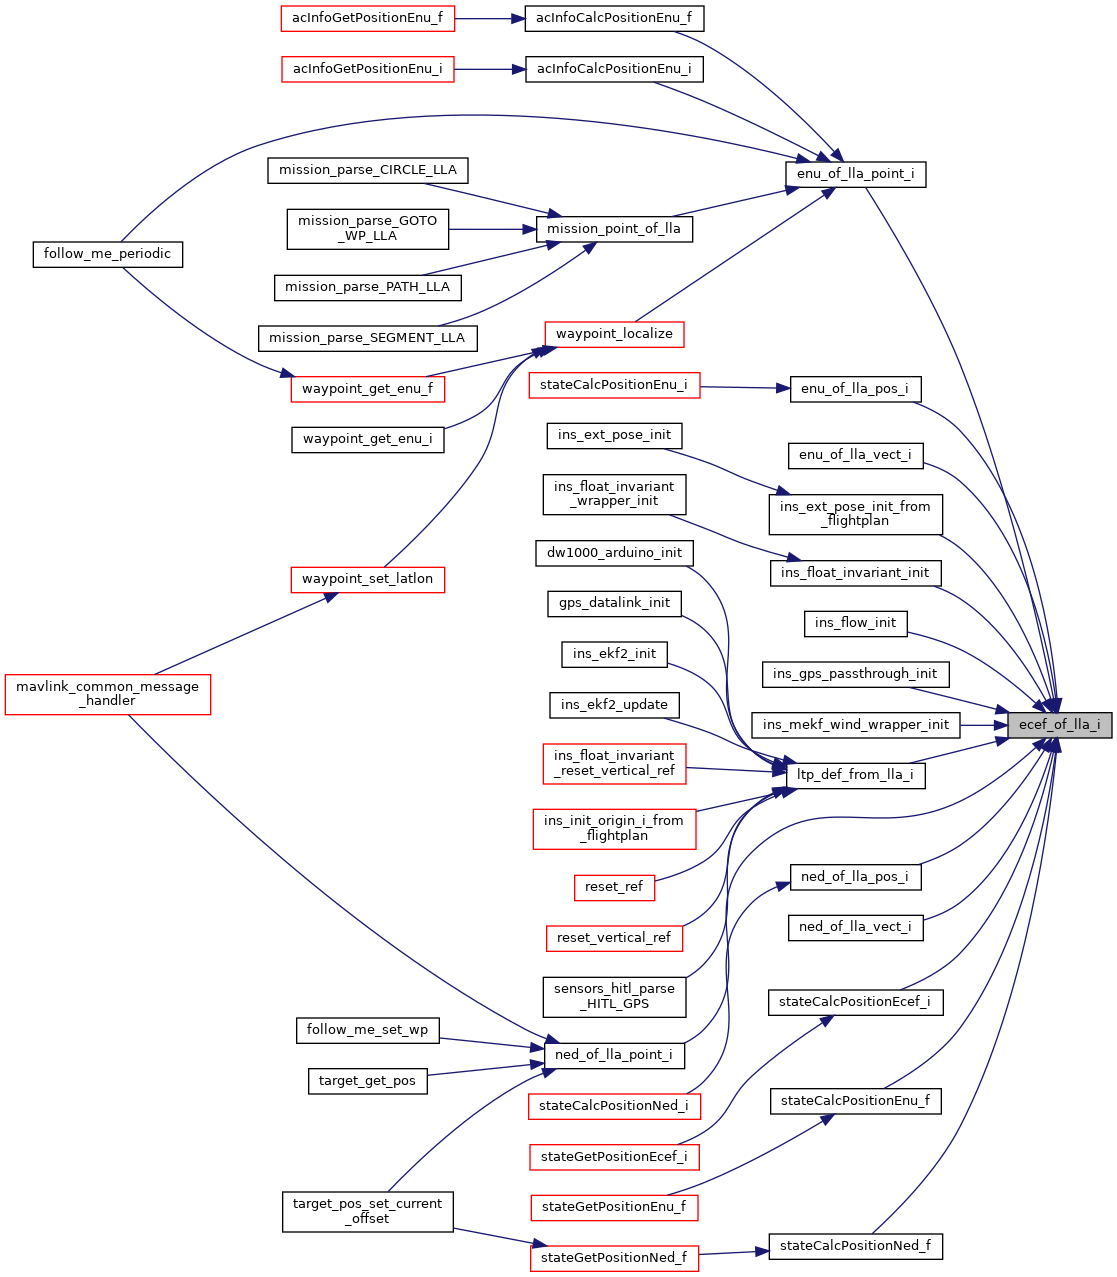 acInfoGetPositionEnu_f
acInfoCalcPositionEnu_f
acInfoGetPositionEnu_i
acInfoCalcPositionEnu_i
enu_of_lla_point_i
mission_parse_CIRCLE_LLA
mission_parse_GOTO
_WP_LLA
mission_point_of_lla
follow_me_periodic
mission_parse_PATH_LLA
mission_parse_SEGMENT_LLA
waypoint_localize
waypoint_get_enu_f
stateCalcPositionEnu_i
enu_of_lla_pos_i
waypoint_get_enu_i
ins_ext_pose_init
enu_of_lla_vect_i
ins_float_invariant
_wrapper_init
ins_ext_pose_init_from
_flightplan
dw1000_arduino_init
ins_float_invariant_init
waypoint_set_latlon
gps_datalink_init
ins_flow_init
ins_ekf2_init
ins_gps_passthrough_init
mavlink_common_message
_handler
ins_ekf2_update
ins_mekf_wind_wrapper_init
ecef_of_lla_i
ins_float_invariant
_reset_vertical_ref
ltp_def_from_lla_i
ins_init_origin_i_from
_flightplan
reset_ref
ned_of_lla_pos_i
reset_vertical_ref
ned_of_lla_vect_i
sensors_hitl_parse
_HITL_GPS
stateCalcPositionEcef_i
follow_me_set_wp
ned_of_lla_point_i
target_get_pos
stateCalcPositionNed_i
stateCalcPositionEnu_f
stateGetPositionEcef_i
target_pos_set_current
_offset
stateGetPositionEnu_f
stateGetPositionNed_f
stateCalcPositionNed_f